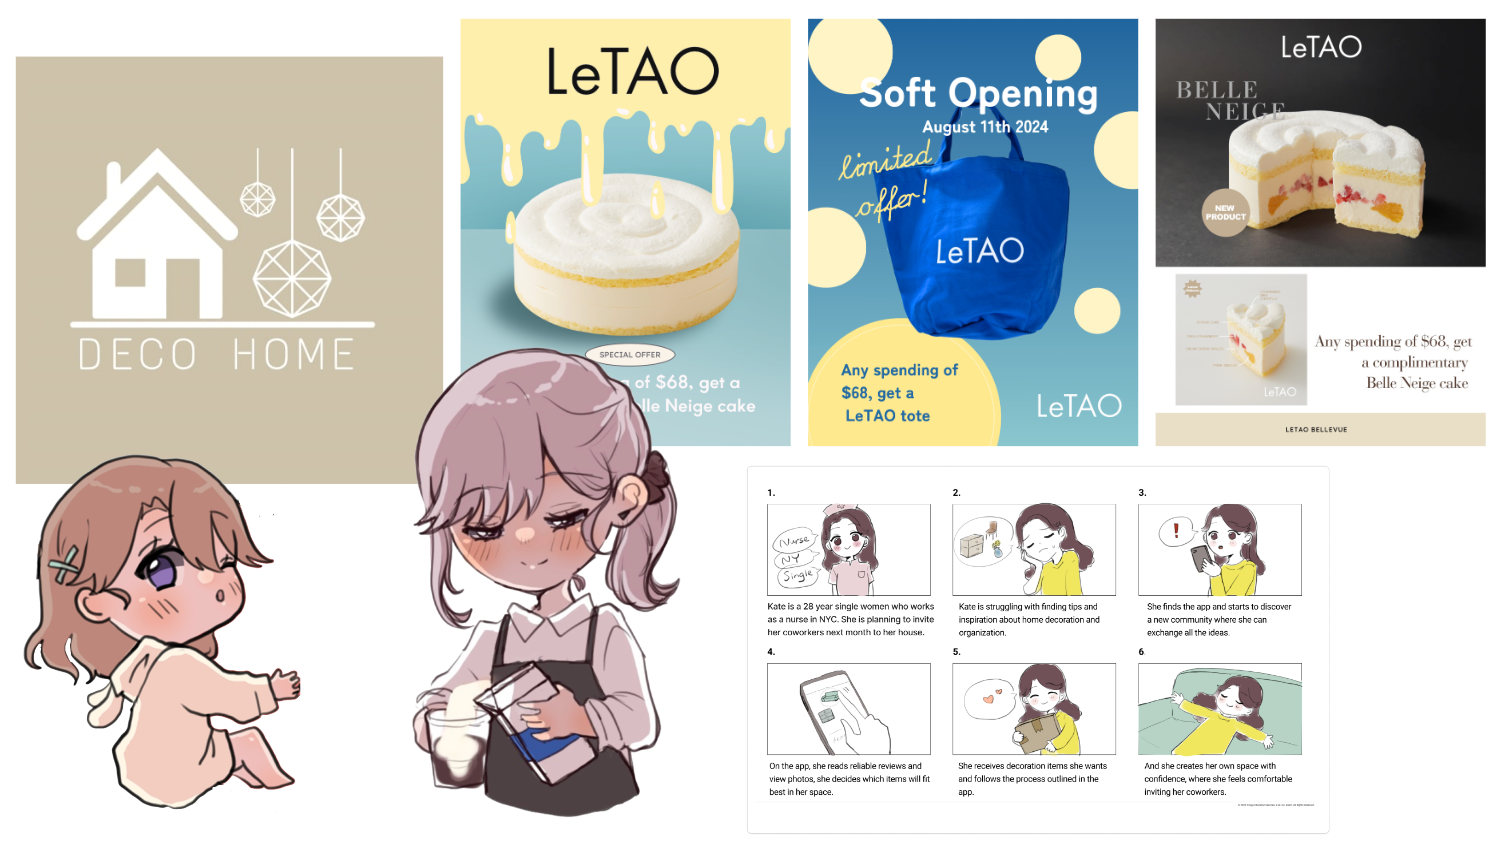 DECO HOME
LeTAO
SPECIAL OFFER
of $68, get a
lle Neige cake
Soft Opening
August 11th 2024
limited
offer!
LeTAO
Any spending of
$68, get a
LeTAO tote
LeTAO
LeTAO
BELLE
NEIGE
NEW
PRODUCT
LeTAO
Any spending of $68, get
a complimentary
Belle Neige cake
LETAO BELLEVUE
1.
Nurse
NY
Single
Kate is a 28 year single women who works
as a nurse in NYC. She is planning to invite
her coworkers next month to her house.
2.
Kate is struggling with finding tips and
inspiration about home decoration and
organization.
3.
!
She finds the app and starts to discover
a new community where she can
exchange all the ideas.
4.
On the app, she reads reliable reviews and
view photos, she decides which items will fit
best in her space.
5.
She receives decoration items she wants
and follows the process outlined in the
app.
6
And she creates her own space with
confidence, where she feels comfortable
inviting her coworkers.